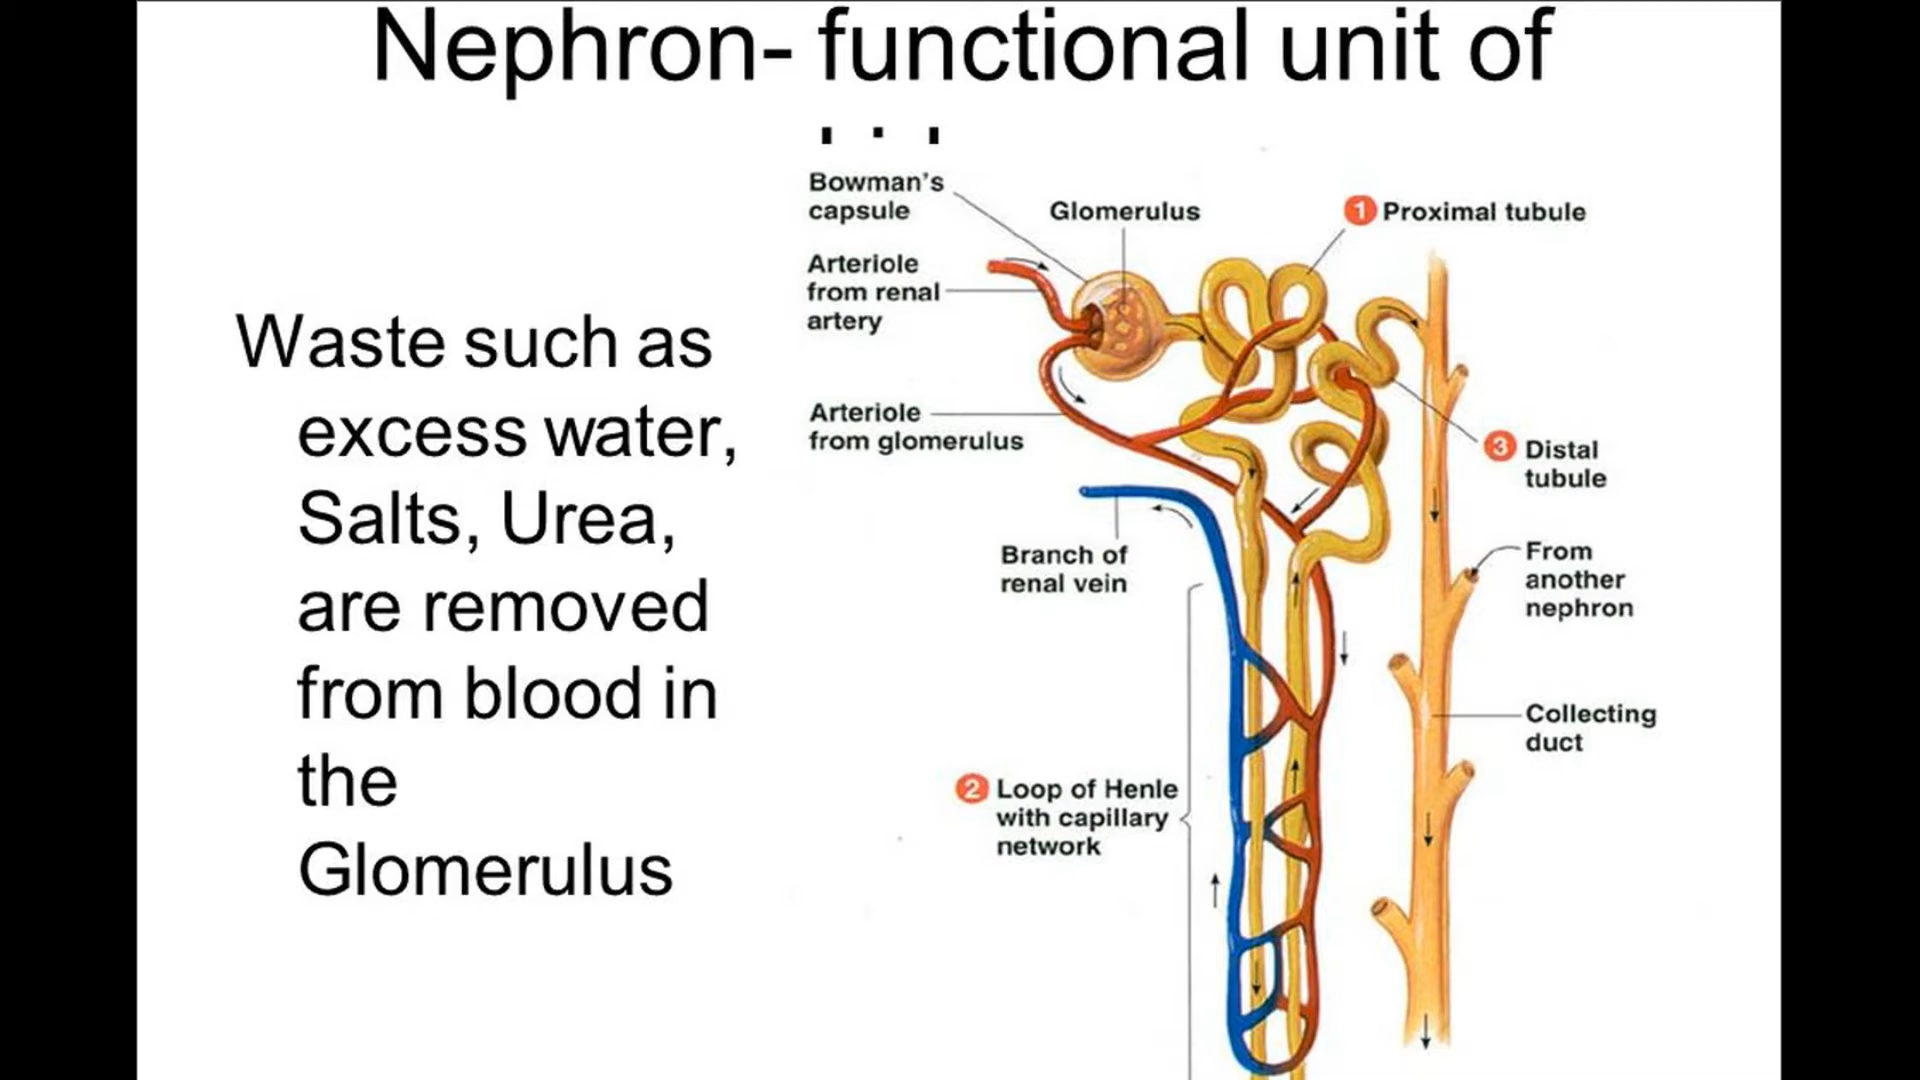 Nephron- functional unit of
Bowman's
capsule
Glomerulus
1 Proximal tubule
Arteriole
from renal
artery
Waste such as
excess water,
Salts, Urea,
are removed
from blood in
the
Glomerulus
Arteriole
from glomerulus
3 Distal
tubule
Branch of
renal vein
From
another
nephron
Collecting
duct
2 Loop of Henle
with capillary
network